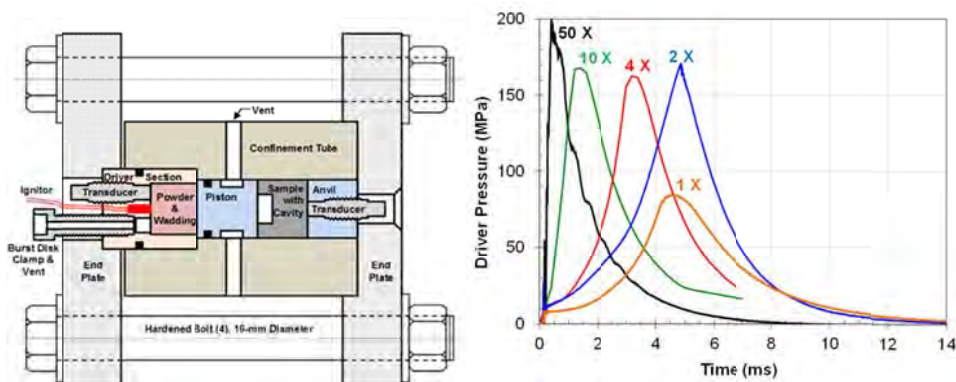 Vent
Confinement Tube
Driver Section
Transducer
Ignitor
Powder
&
Wadding
Piston
Sample
with
Cavity
Anvil
Transducer
Burst Disk
Clamp &
Vent
End
Plate
End
Plate
Hardened Bolt (4), 16-mm Diameter
Driver Pressure (MPa)
200
150
100
50
0
50 X
10 X
4 X
2 X
1 X
0 2 4 6 8 10 12 14
Time (ms)